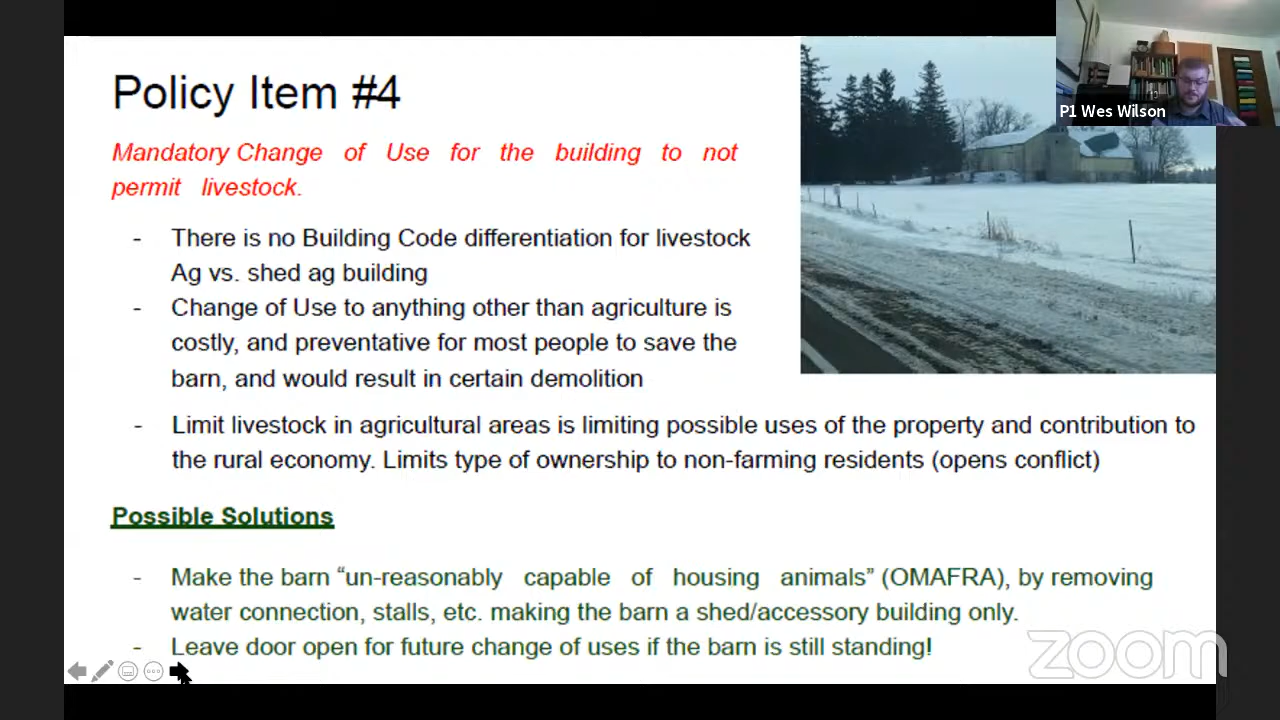 Policy Item #4
Mandatory Change of Use for the building to not
permit livestock.
- There is no Building Code differentiation for livestock
Ag vs. shed ag building
- Change of Use to anything other than agriculture is
costly, and preventative for most people to save the
barn, and would result in certain demolition
- Limit livestock in agricultural areas is limiting possible uses of the property and contribution to
the rural economy. Limits type of ownership to non-farming residents (opens conflict)
Possible Solutions
- Make the barn “un-reasonably capable of housing animals” (OMAFRA), by removing
water connection, stalls, etc. making the barn a shed/accessory building only.
- Leave door open for future change of uses if the barn is still standing!
P1 Wes Wilson
zoom